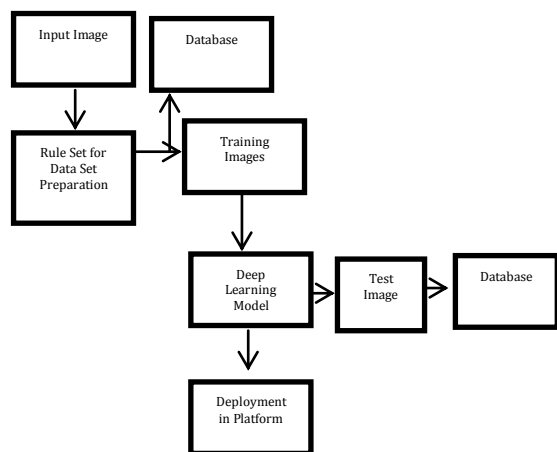 Input Image
Database
Rule Set for
Data Set
Preparation
Training
Images
Deep
Learning
Model
Test
Image
Database
Deployment
in Platform